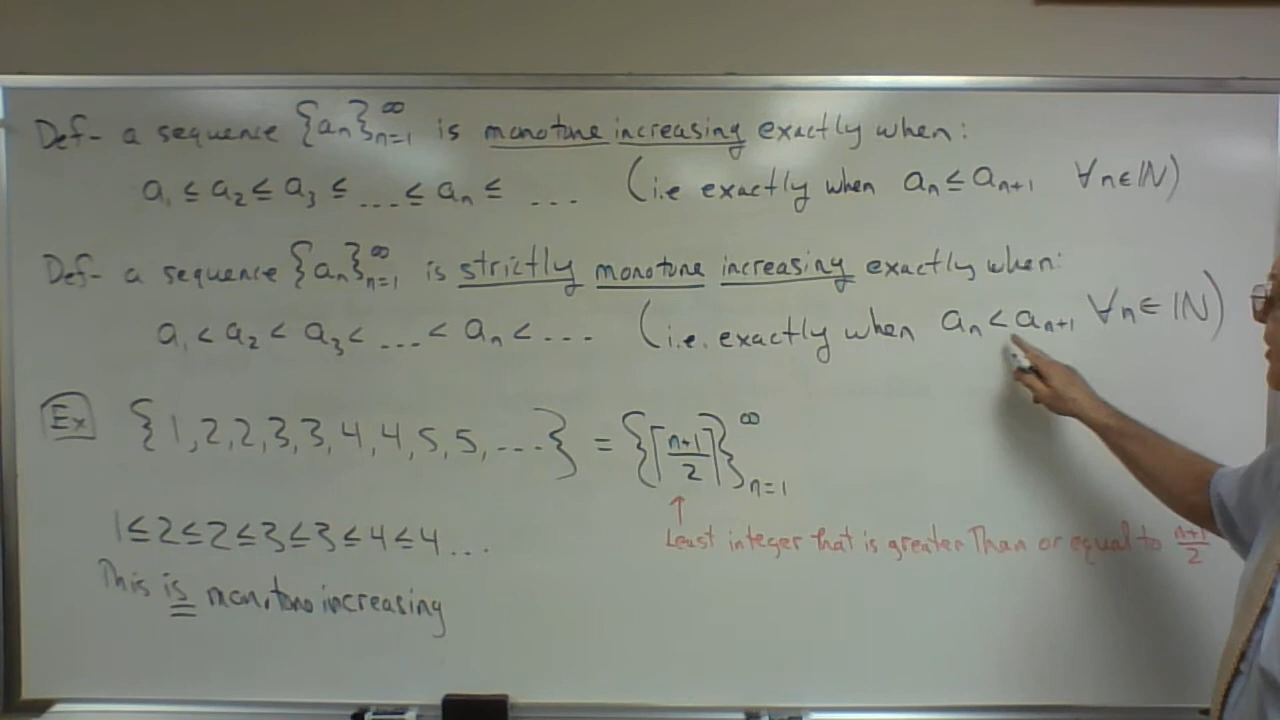 Def- a sequence {aₙ}ₙ₌₁^∞ is monotone increasing exactly when:
a₁ ≤ a₂ ≤ a₃ ≤ ... ≤ aₙ ≤ ... (i.e exactly when aₙ ≤ aₙ₊₁ ∀n∈ℕ)
Def- a sequence {aₙ}ₙ₌₁^∞ is strictly monotone increasing exactly when:
a₁ < a₂ < a₃ < ... < aₙ < ... (i.e. exactly when aₙ < aₙ₊₁ ∀n∈ℕ)
Ex {1,2,2,3,3,4,4,5,5,...} = {⌈(n+1)/2⌉}ₙ₌₁^∞
↑
Least integer that is greater Than or equal to (n+1)/2
1≤2≤2≤3≤3≤4≤4...
This is monotone increasing